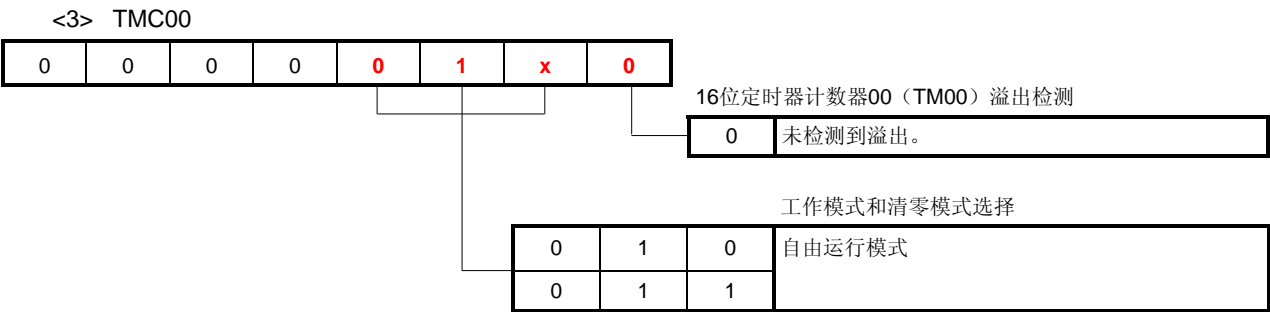 <3> TMC00
0 0 0 0 0 1 x 0
16位定时器计数器00（TM00）溢出检测
0 未检测到溢出。
工作模式和清零模式选择
0 1 0 自由运行模式
0 1 1